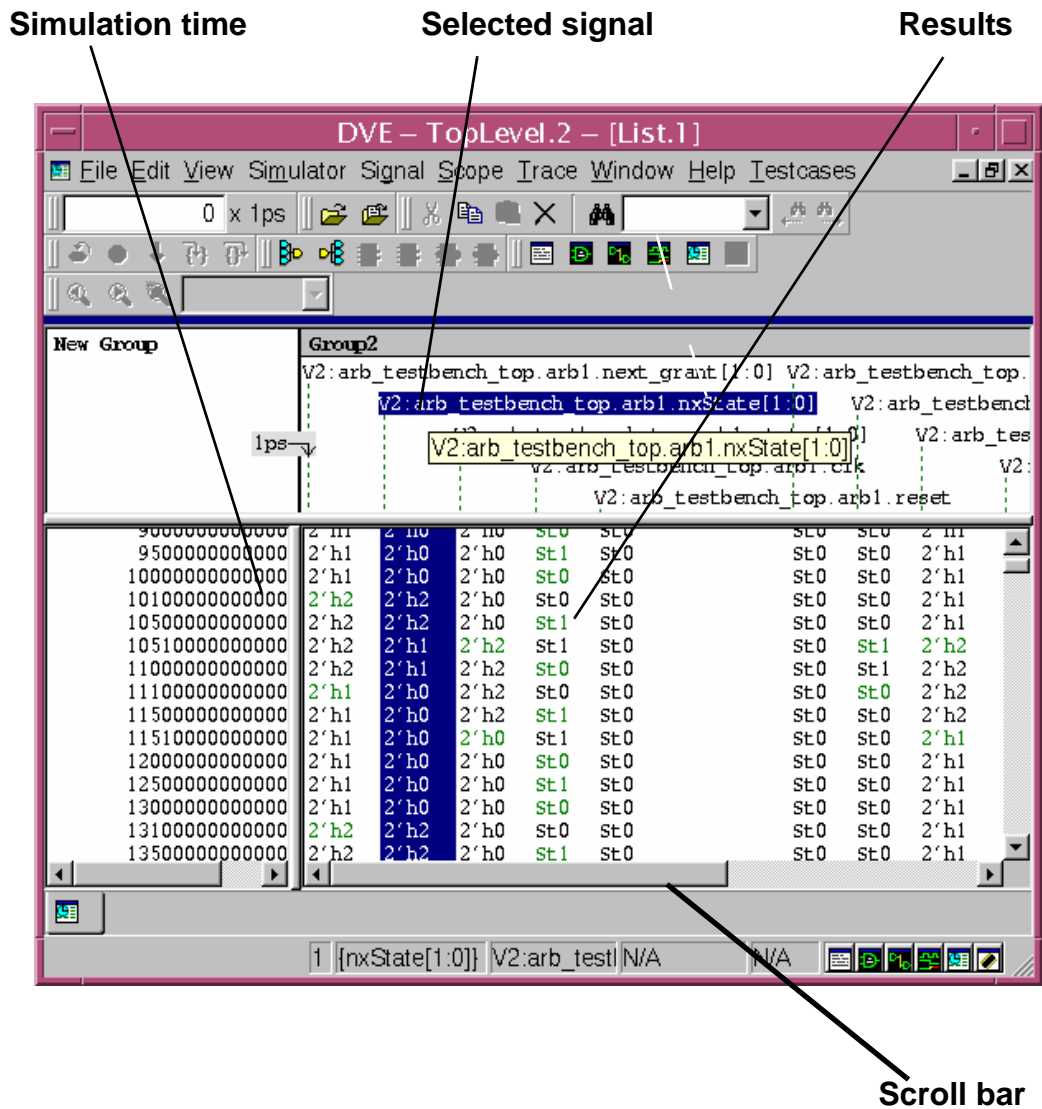 Simulation time Selected signal Results
DVE – TopLevel.2 – [List.1]
File Edit View Simulator Signal Scope Trace Window Help Testcases
0 x 1ps
New Group Group2
V2:arb_testbench_top.arb1.next_grant[1:0] V2:arb_testbench_top.
V2:arb_testbench_top.arb1.nxState[1:0] V2:arb_testbench
1ps V2:arb_testbench_top.arb1.nxState[1:0] V2:arb_tes
V2:arb_testbench_top.arb1.clk V2:
V2:arb_testbench_top.arb1.reset
9000000000000 2'h1 2'h0 2'h0 St0 St0 St0 St0 2'h1
9500000000000 2'h1 2'h0 2'h0 St1 St0 St0 St0 2'h1
10000000000000 2'h1 2'h0 2'h0 St0 St0 St0 St0 2'h1
10100000000000 2'h2 2'h2 2'h0 St0 St0 St0 St0 2'h1
10500000000000 2'h2 2'h2 2'h0 St1 St0 St0 St0 2'h1
10510000000000 2'h2 2'h1 2'h2 St1 St0 St0 St1 2'h2
11000000000000 2'h2 2'h1 2'h2 St0 St0 St0 St1 2'h2
11100000000000 2'h1 2'h0 2'h2 St0 St0 St0 St0 2'h2
11500000000000 2'h1 2'h0 2'h2 St1 St0 St0 St0 2'h2
11510000000000 2'h1 2'h0 2'h0 St1 St0 St0 St0 2'h1
12000000000000 2'h1 2'h0 2'h0 St0 St0 St0 St0 2'h1
12500000000000 2'h1 2'h0 2'h0 St1 St0 St0 St0 2'h1
13000000000000 2'h1 2'h0 2'h0 St0 St0 St0 St0 2'h1
13100000000000 2'h2 2'h2 2'h0 St0 St0 St0 St0 2'h1
13500000000000 2'h2 2'h2 2'h0 St1 St0 St0 St0 2'h1
1 {nxState[1:0]} V2:arb_testl N/A N/A
Scroll bar